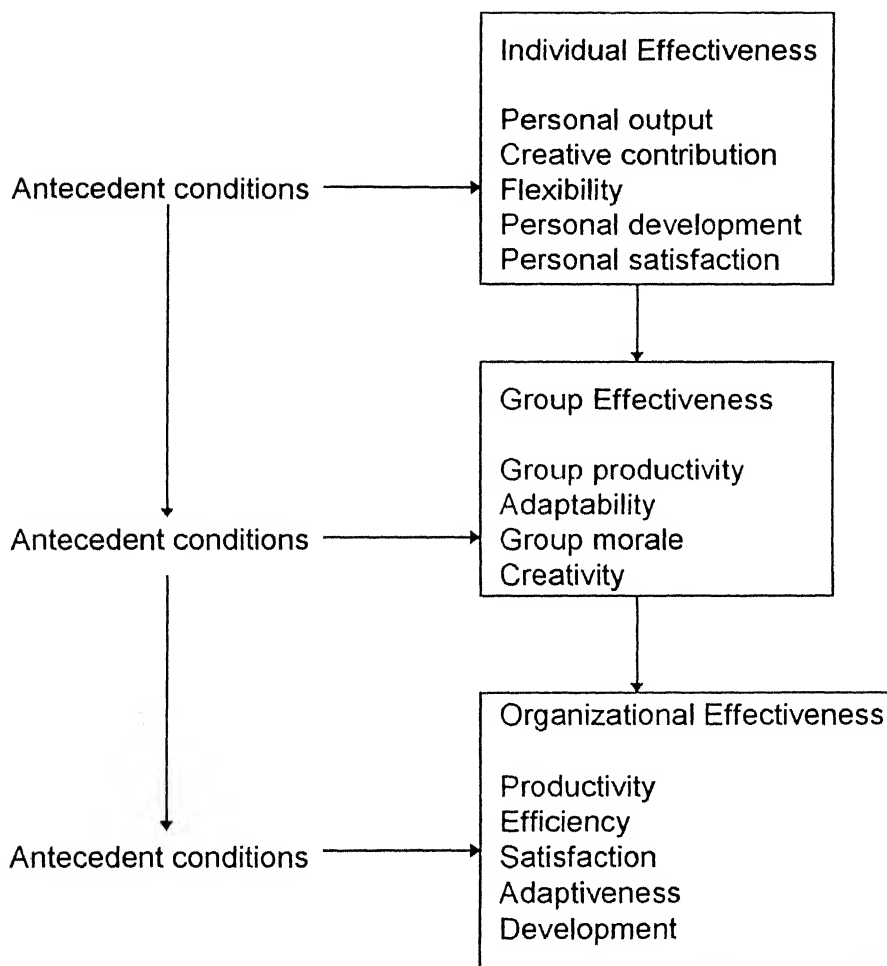 Individual Effectiveness
Personal output
Creative contribution
Antecedent conditions
Flexibility
Personal development
Personal satisfaction
Group Effectiveness
Group productivity
Adaptability
Antecedent conditions
Group morale
Creativity
Organizational Effectiveness
Productivity
Efficiency
Antecedent conditions
Satisfaction
Adaptiveness
Development